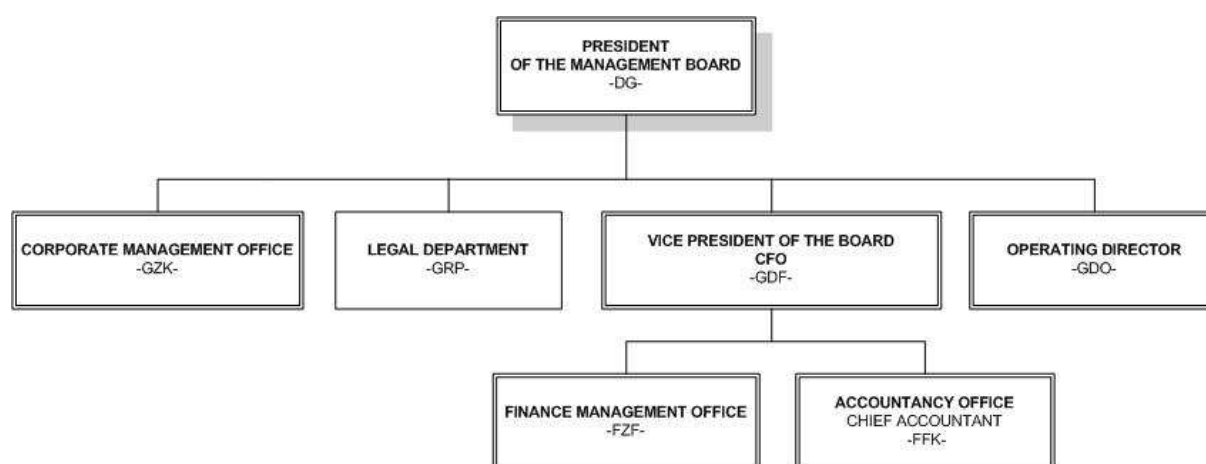 PRESIDENT
OF THE MANAGEMENT BOARD
-DG-
CORPORATE MANAGEMENT OFFICE
-GZK-
LEGAL DEPARTMENT
-GRP-
VICE PRESIDENT OF THE BOARD
CFO
-GDF-
OPERATING DIRECTOR
-GDO-
FINANCE MANAGEMENT OFFICE
-FZF-
ACCOUNTANCY OFFICE
CHIEF ACCOUNTANT
-FFK-